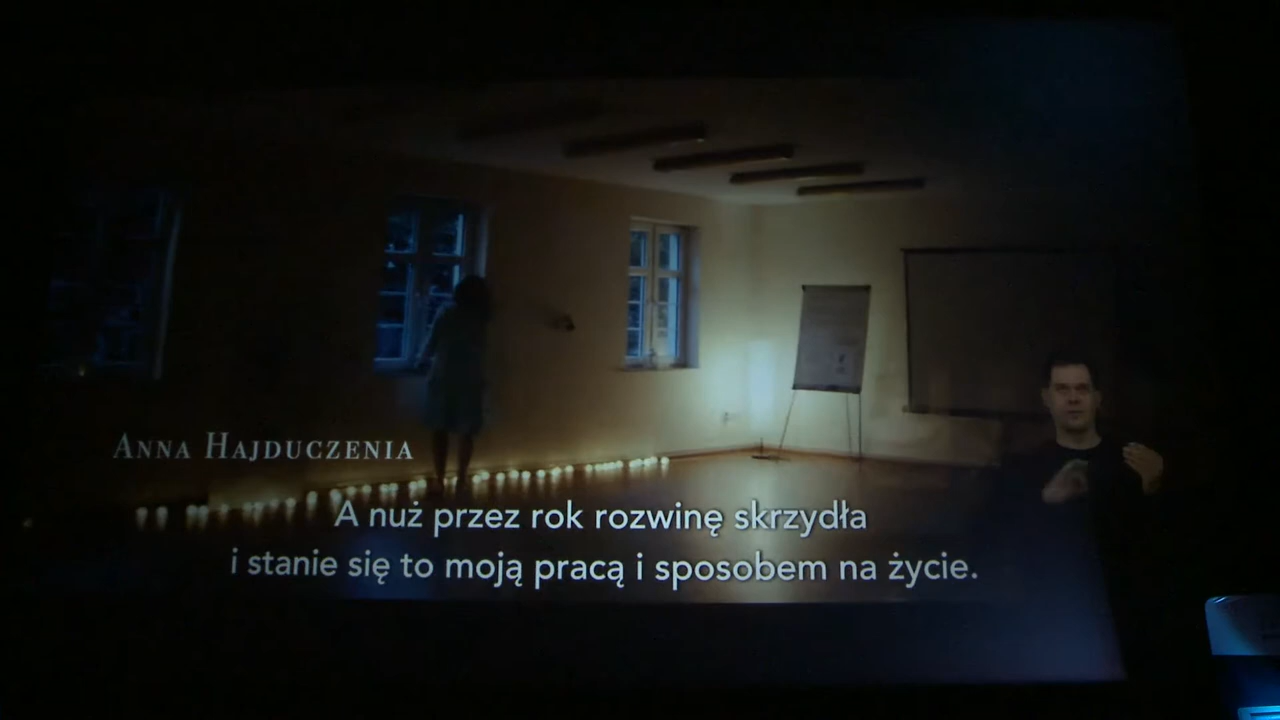 ANNA HAJDUCZENIA
A nuż przez rok rozwinę skrzydła
i stanie się to moją pracą i sposobem na życie.